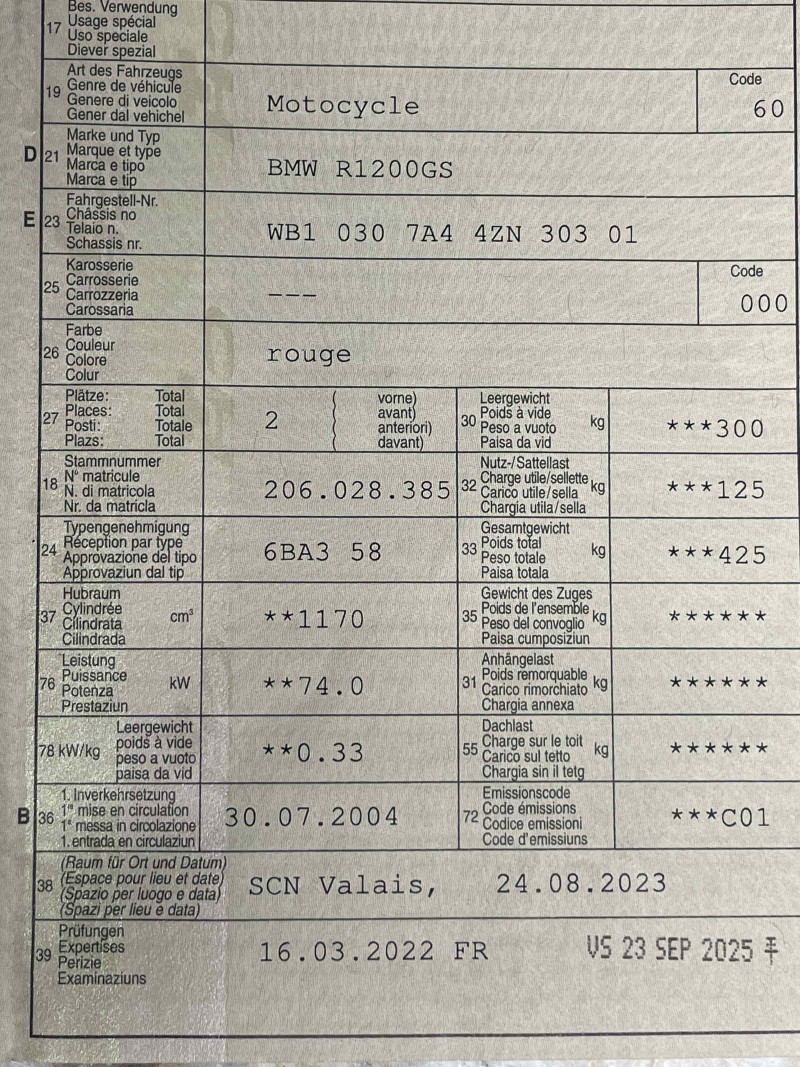 Bes. Verwendung
17 Usage spécial
Uso speciale
Diever spezial
Art des Fahrzeugs
19 Genre de véhicule
Genere di veicolo
Gener dal vehichel
Motocycle
Code
60
D 21 Marke und Typ
Marque et type
Marca e tipo
Marca e tip
BMW R1200GS
E 23 Fahrgestell-Nr.
Châssis no
Telaio n.
Schassis nr.
WB1 030 7A4 4ZN 303 01
25 Karosserie
Carrosserie
Carrozzeria
Carossaria
---
Code
000
26 Farbe
Couleur
Colore
Colur
rouge
27 Plätze: Total
Places: Total
Posti: Totale
Plazs: Total
2
( vorne)
( avant)
( anteriori)
( davant)
30 Leergewicht
Poids à vide
Peso a vuoto
Paisa da vid
kg
***300
18 Stammnummer
N° matricule
N. di matricola
Nr. da matricla
206.028.385
32 Nutz-/Sattellast
Charge utile/sellette
Carico utile/sella
Chargia utila/sella
kg
***125
24 Typengenehmigung
Réception par type
Approvazione del tipo
Approvaziun dal tip
6BA3 58
33 Gesamtgewicht
Poids total
Peso totale
Paisa totala
kg
***425
37 Hubraum
Cylindrée
Cilindrata
Cilindrada
cm³
**1170
35 Gewicht des Zuges
Poids de l'ensemble
Peso del convoglio
Paisa cumposiziun
kg
******
76 Leistung
Puissance
Potenza
Prestaziun
kW
**74.0
31 Anhängelast
Poids remorquable
Carico rimorchiato
Chargia annexa
kg
******
78 kW/kg
Leergewicht
poids à vide
peso a vuoto
paisa da vid
**0.33
55 Dachlast
Charge sur le toit
Carico sul tetto
Chargia sin il tetg
kg
******
B 36 1. Inverkehrsetzung
1re mise en circulation
1a messa in circolazione
1. entrada en circulaziun
30.07.2004
72 Emissionscode
Code émissions
Codice emissioni
Code d'emissiuns
***C01
38 (Raum für Ort und Datum)
(Espace pour lieu et date)
(Spazio per luogo e data)
(Spazi per lieu e data)
SCN Valais, 24.08.2023
39 Prüfungen
Expertises
Perizie
Examinaziuns
16.03.2022 FR
VS 23 SEP 2025